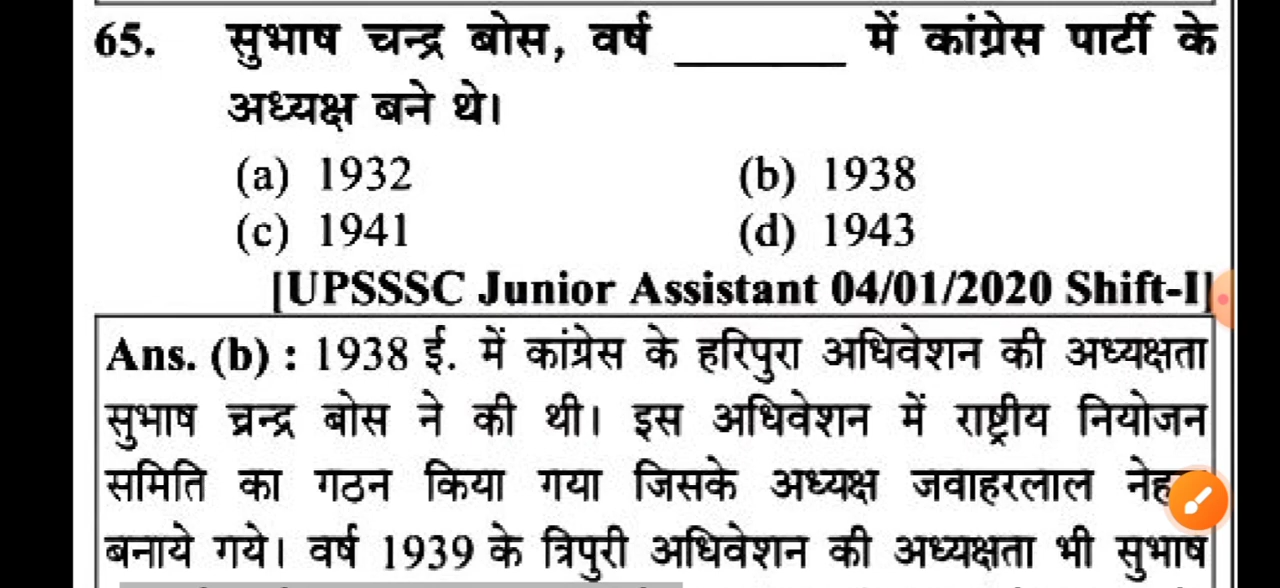 65. सुभाष चन्द्र बोस, वर्ष ________ में कांग्रेस पार्टी के
अध्यक्ष बने थे।
(a) 1932 (b) 1938
(c) 1941 (d) 1943
[UPSSSC Junior Assistant 04/01/2020 Shift-I]
Ans. (b) : 1938 ई. में कांग्रेस के हरिपुरा अधिवेशन की अध्यक्षता
सुभाष च्रन्द्र बोस ने की थी। इस अधिवेशन में राष्ट्रीय नियोजन
समिति का गठन किया गया जिसके अध्यक्ष जवाहरलाल
बनाये गये। वर्ष 1939 के त्रिपुरी अधिवेशन की अध्यक्षता भी सुभाष